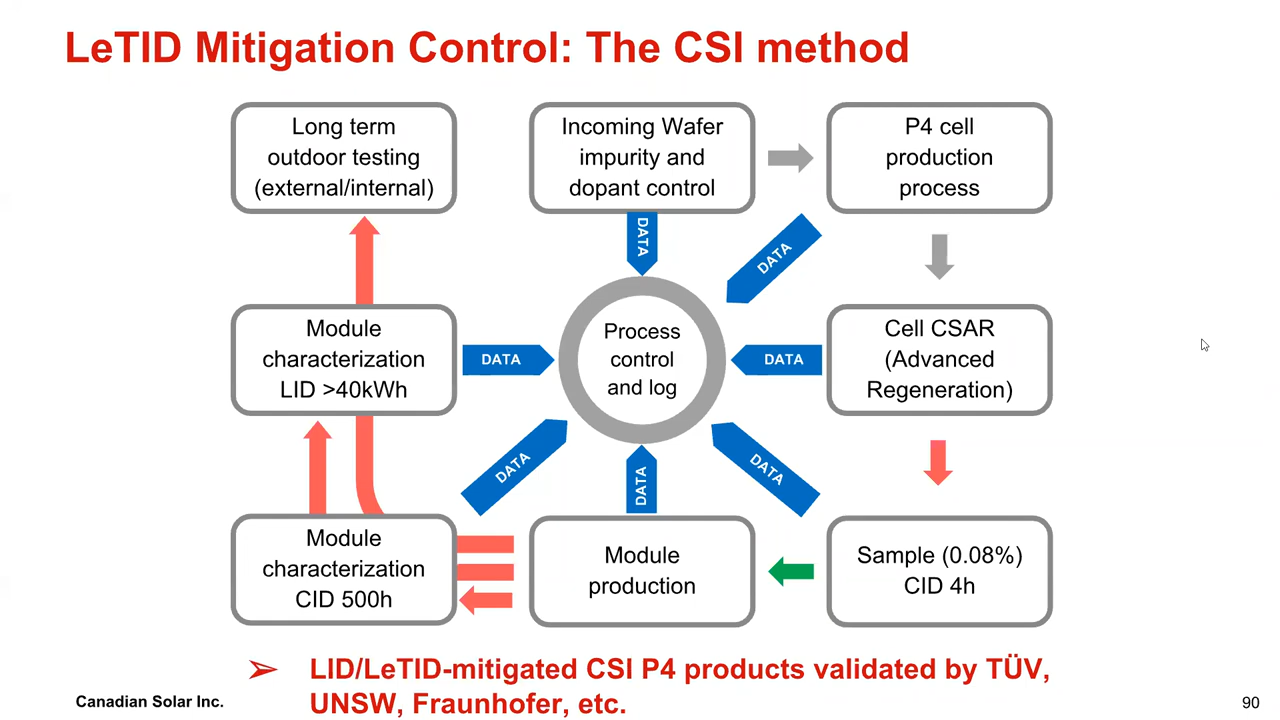 LeTID Mitigation Control: The CSI method
Long term
outdoor testing
(external/internal)
Incoming Wafer
impurity and
dopant control
P4 cell
production
process
DATA
DATA
Module
characterization
LID >40kWh
DATA
Process
control
and log
DATA
Cell CSAR
(Advanced
Regeneration)
DATA
DATA
DATA
Module
characterization
CID 500h
Module
production
Sample (0.08%)
CID 4h
➢ LID/LeTID-mitigated CSI P4 products validated by TÜV,
UNSW, Fraunhofer, etc.
Canadian Solar Inc.
90